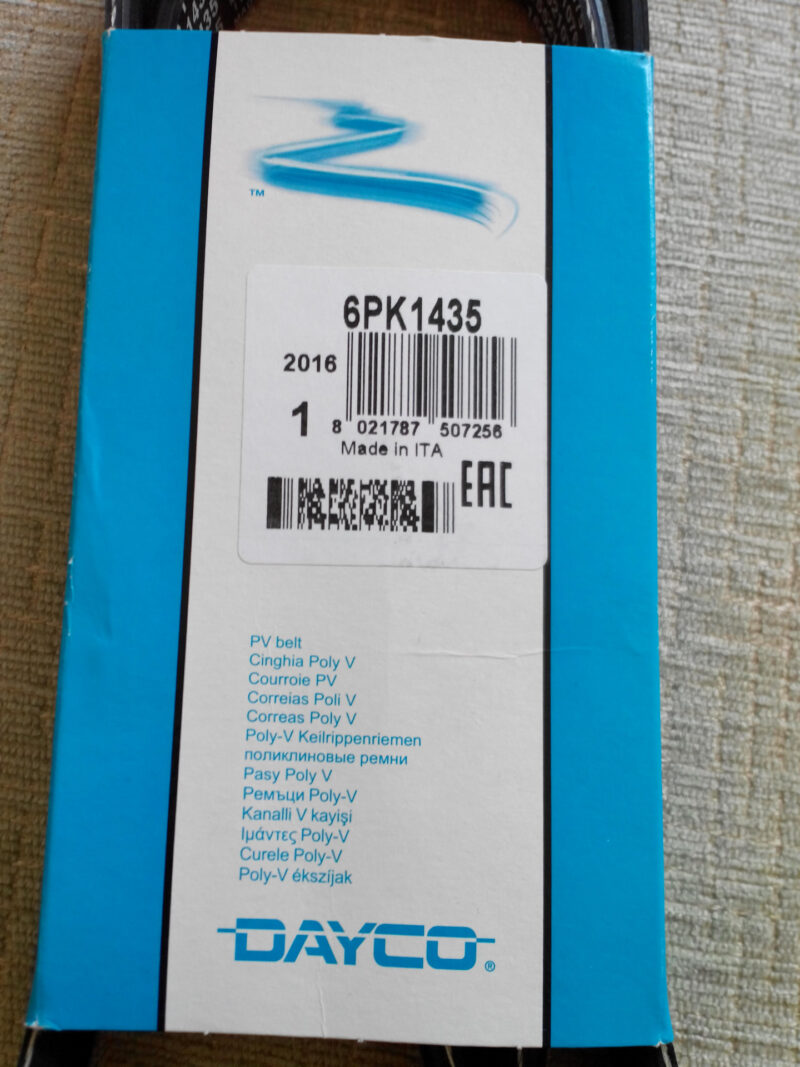 1435
TM
6PK1435
2016
1
8 021787 507256
Made in ITA
EAC
PV belt
Cinghia Poly V
Courroie PV
Correias Poli V
Correas Poly V
Poly-V Keilrippenriemen
поликлиновые ремни
Pasy Poly V
Ремъци Poly-V
Kanalli V kayişi
Ιμάντες Poly-V
Curele Poly-V
Poly-V ékszíjak
DAYCO®